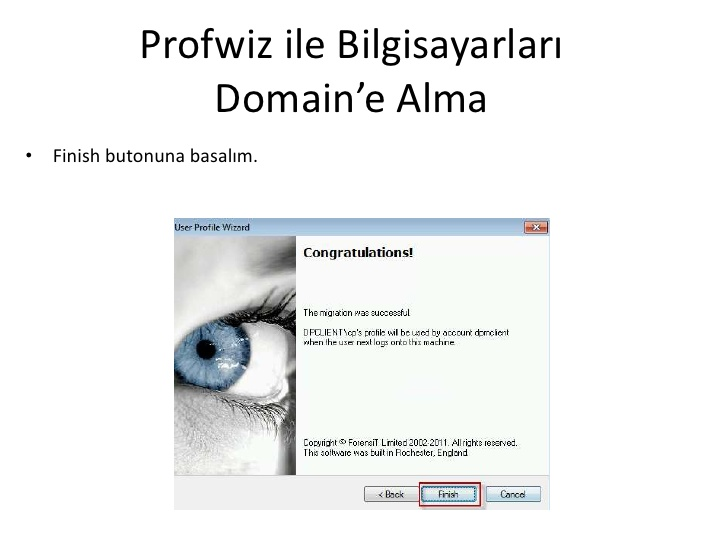 Profwiz ile Bilgisayarları
Domain’e Alma
• Finish butonuna basalım.
User Profile Wizard
Congratulations!
The migration was successful.
DPCLIENT\cp's profile will be used by account dpmclient
when the user next logs onto this machine.
Copyright © ForensiT Limited 2002-2011. All rights reserved.
This software was built in Rochester, England.
< Back
Finish
Cancel